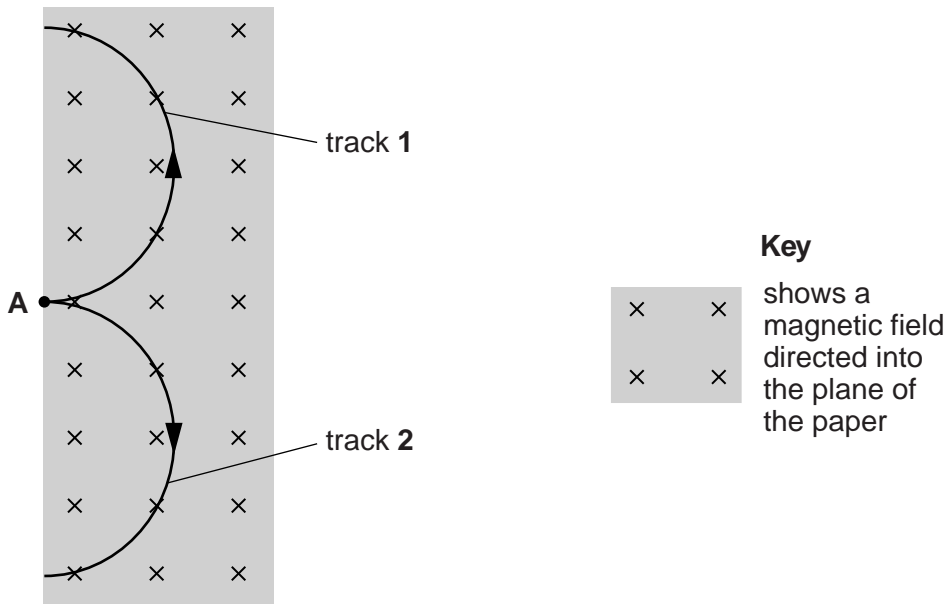 track 1
A
track 2
Key
shows a
magnetic field
directed into
the plane of
the paper